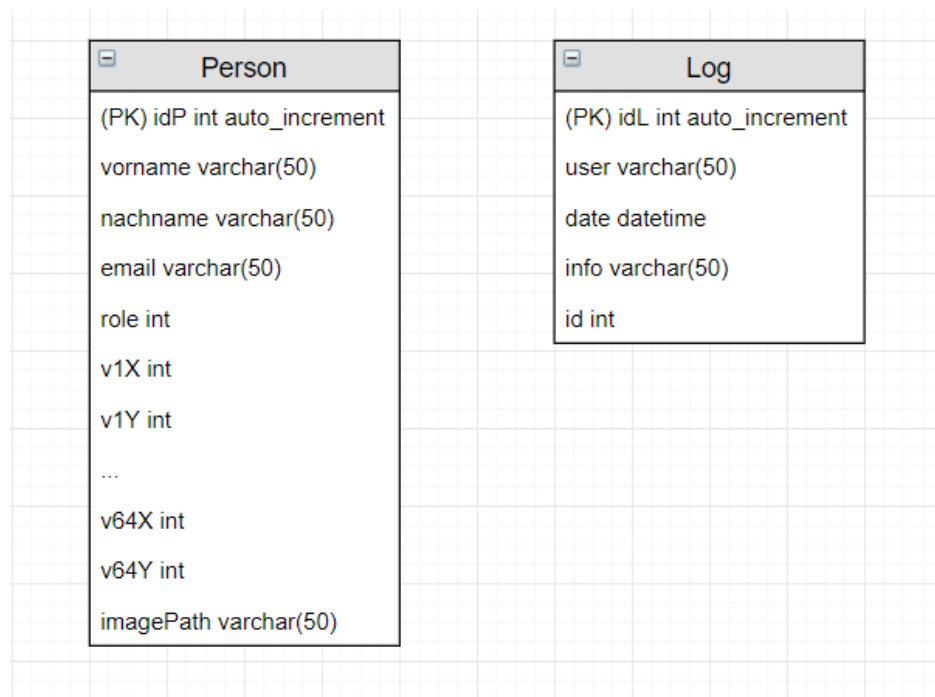 Person
(PK) idP int auto_increment
vorname varchar(50)
nachname varchar(50)
email varchar(50)
role int
v1X int
v1Y int
...
v64X int
v64Y int
imagePath varchar(50)
Log
(PK) idL int auto_increment
user varchar(50)
date datetime
info varchar(50)
id int